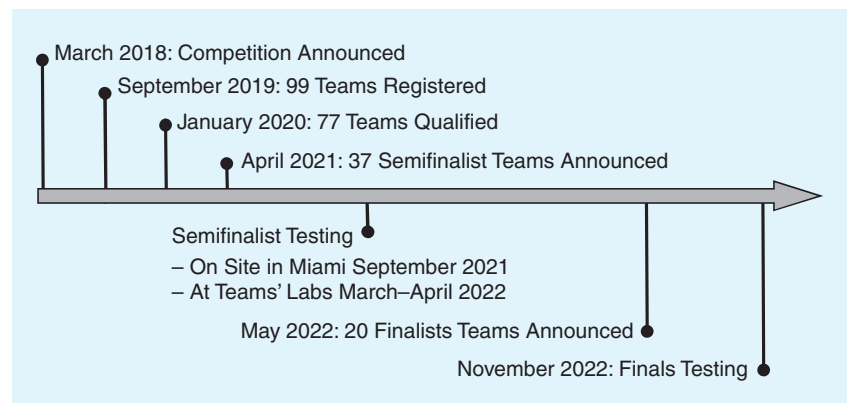 March 2018: Competition Announced
September 2019: 99 Teams Registered
January 2020: 77 Teams Qualified
April 2021: 37 Semifinalist Teams Announced
Semifinalist Testing
– On Site in Miami September 2021
– At Teams’ Labs March–April 2022
May 2022: 20 Finalists Teams Announced
November 2022: Finals Testing